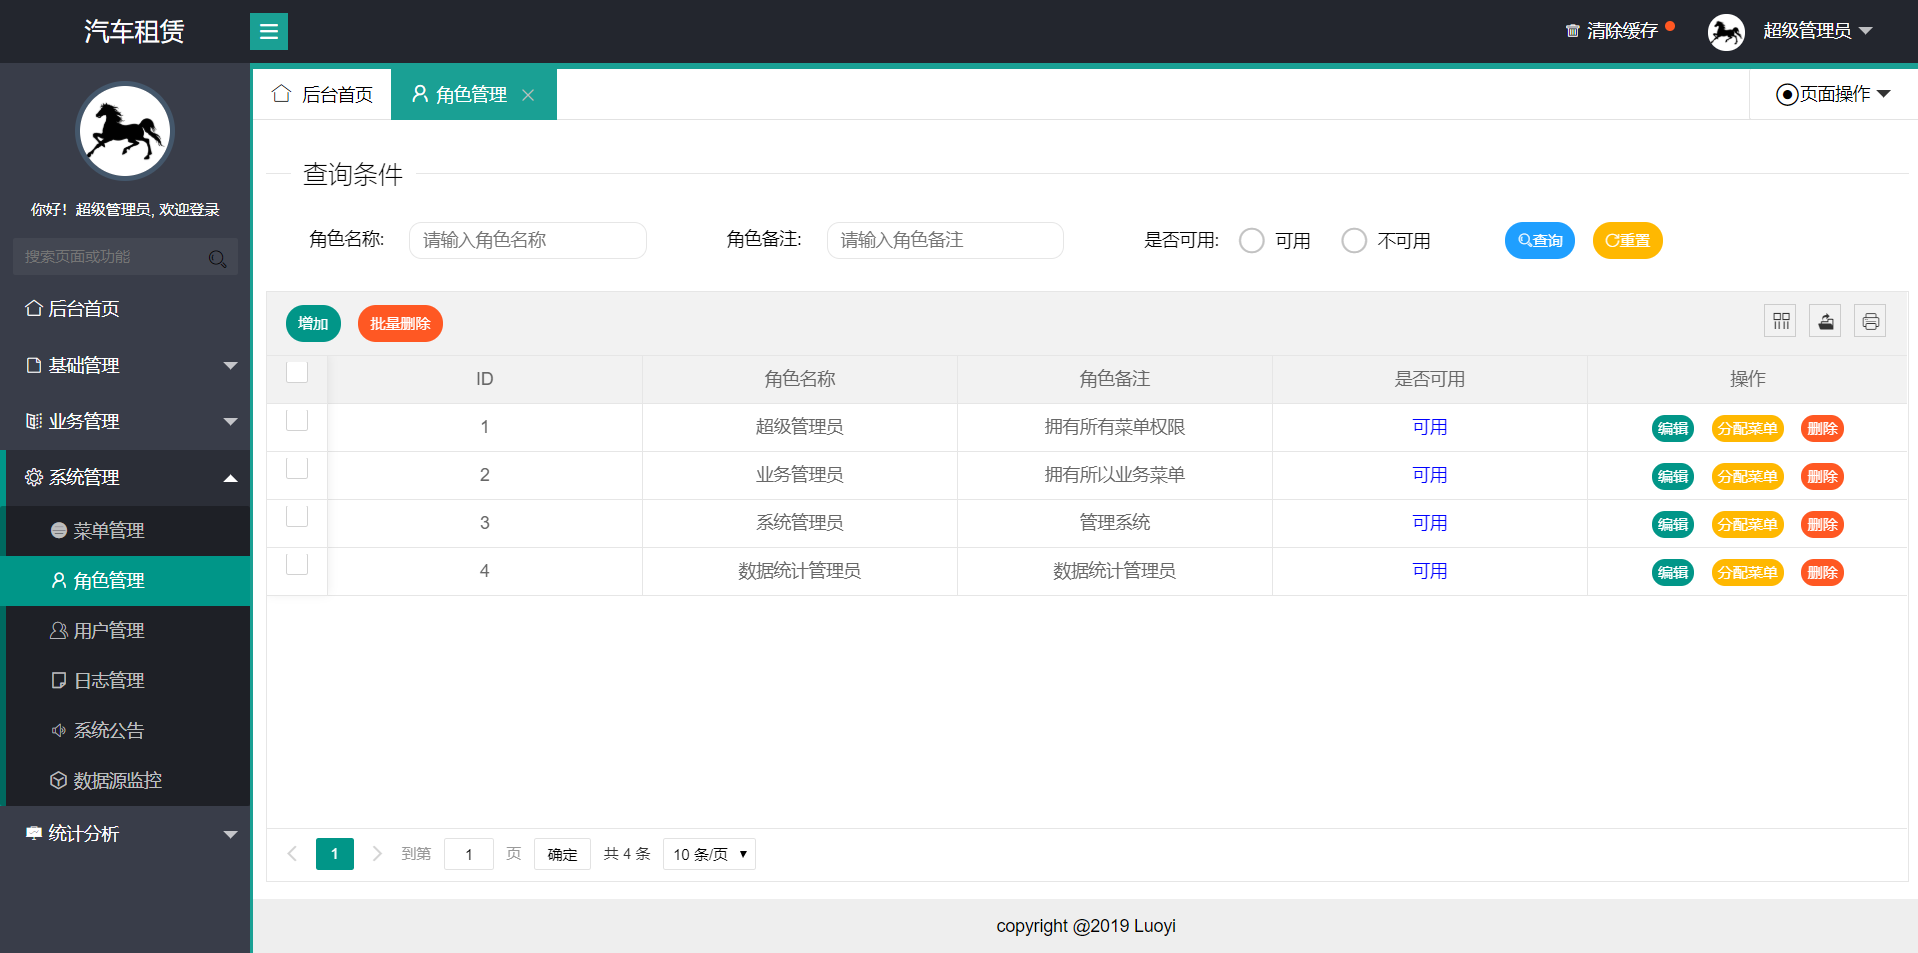 汽车租赁
清除缓存
超级管理员
你好！超级管理员, 欢迎登录
搜索页面或功能
后台首页
基础管理
业务管理
系统管理
菜单管理
角色管理
用户管理
日志管理
系统公告
数据源监控
统计分析
后台首页 角色管理 页面操作
查询条件
角色名称: 请输入角色名称 角色备注: 请输入角色备注 是否可用: 可用 不可用 查询 重置
增加 批量删除
ID 角色名称 角色备注 是否可用 操作
1 超级管理员 拥有所有菜单权限 可用 编辑 分配菜单 删除
2 业务管理员 拥有所以业务菜单 可用 编辑 分配菜单 删除
3 系统管理员 管理系统 可用 编辑 分配菜单 删除
4 数据统计管理员 数据统计管理员 可用 编辑 分配菜单 删除
1 到第 1 页 确定 共 4 条 10 条/页
copyright @2019 Luoyi